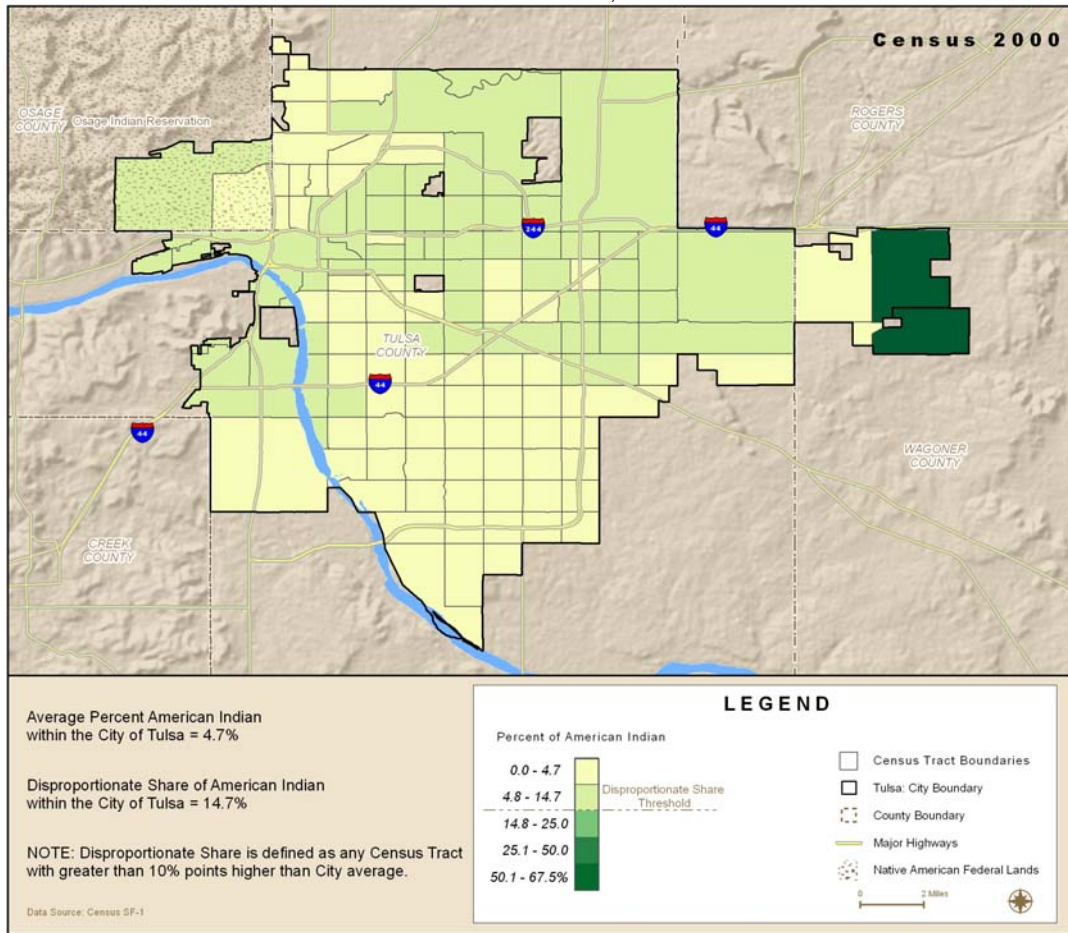 Census 2000
OSAGE
COUNTY
Osage Indian Reservation
ROGERS
COUNTY
244
44
TULSA
COUNTY
44
44
WAGONER
COUNTY
CREEK
COUNTY
Average Percent American Indian
within the City of Tulsa = 4.7%
Disproportionate Share of American Indian
within the City of Tulsa = 14.7%
NOTE: Disproportionate Share is defined as any Census Tract
with greater than 10% points higher than City average.
Data Source: Census SF-1
LEGEND
Percent of American Indian
0.0 - 4.7
4.8 - 14.7
14.8 - 25.0
25.1 - 50.0
50.1 - 67.5%
Disproportionate Share
Threshold
Census Tract Boundaries
Tulsa: City Boundary
County Boundary
Major Highways
Native American Federal Lands
0 2 Miles